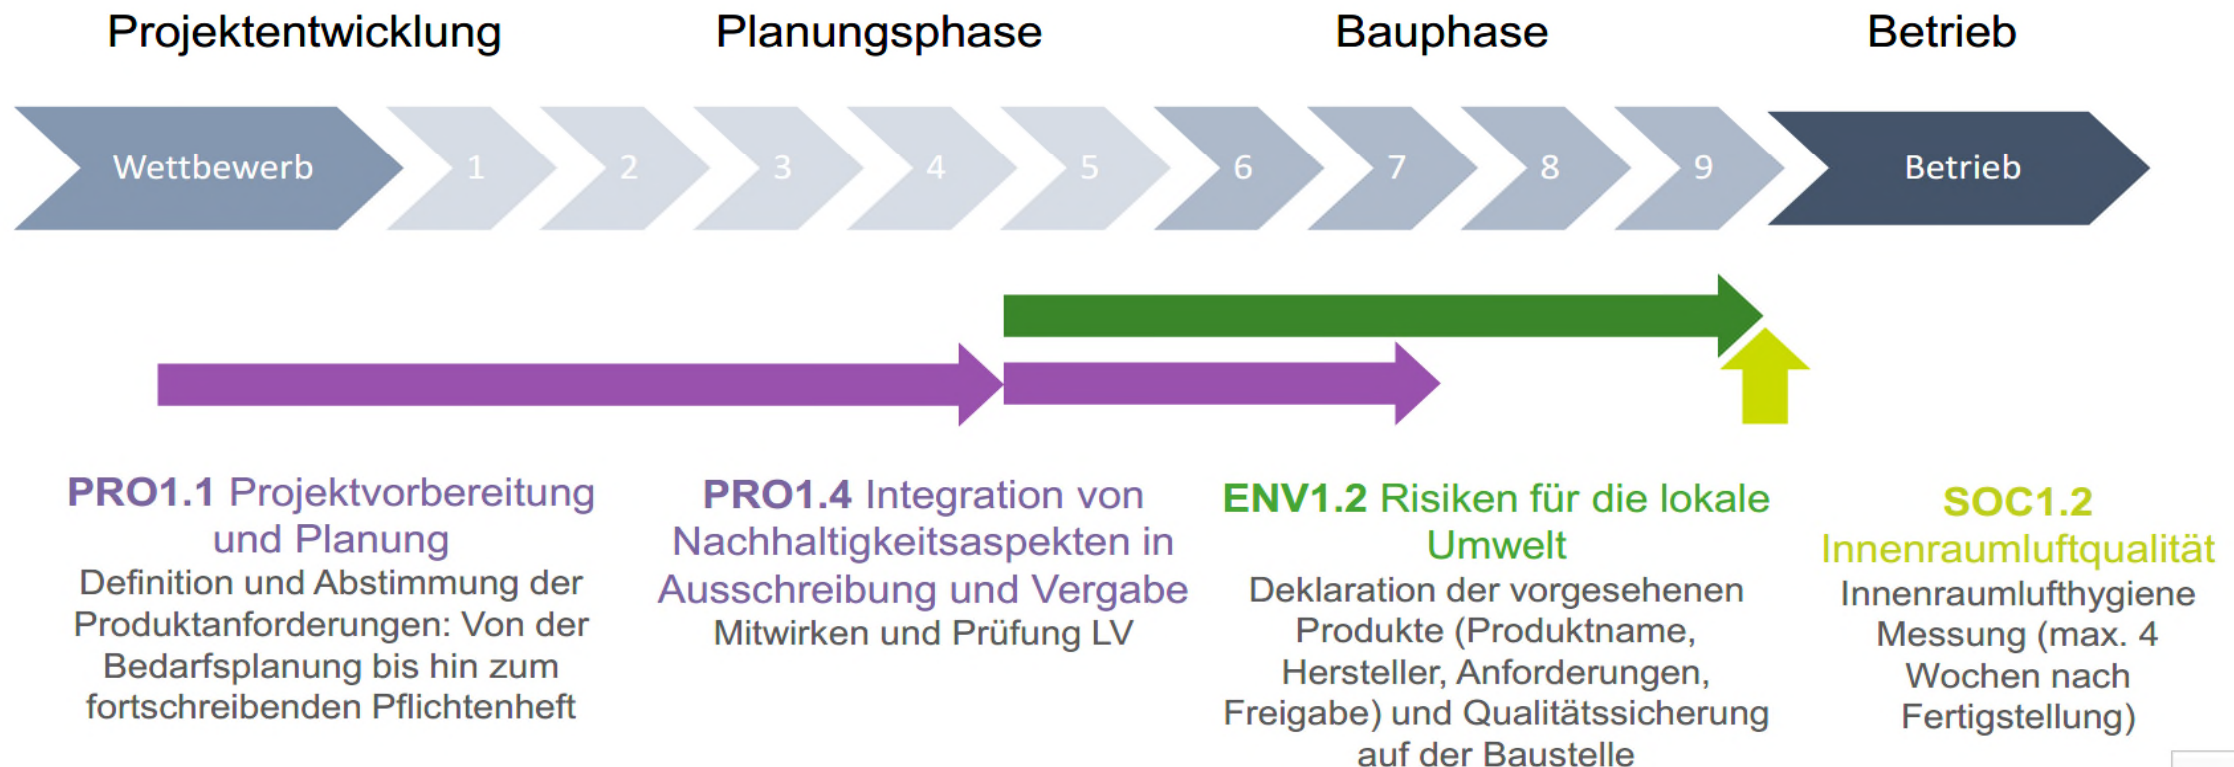 Projektentwicklung
Planungsphase
Bauphase
Betrieb
Wettbewerb
1
2
3
4
5
6
7
8
9
Betrieb
PRO1.1 Projektvorbereitung
und Planung
Definition und Abstimmung der
Produktanforderungen: Von der
Bedarfsplanung bis hin zum
fortschreibenden Pflichtenheft
PRO1.4 Integration von
Nachhaltigkeitsaspekten in
Ausschreibung und Vergabe
Mitwirken und Prüfung LV
ENV1.2 Risiken für die lokale
Umwelt
Deklaration der vorgesehenen
Produkte (Produktname,
Hersteller, Anforderungen,
Freigabe) und Qualitätssicherung
auf der Baustelle
SOC1.2
Innenraumluftqualität
Innenraumlufthygiene
Messung (max. 4
Wochen nach
Fertigstellung)